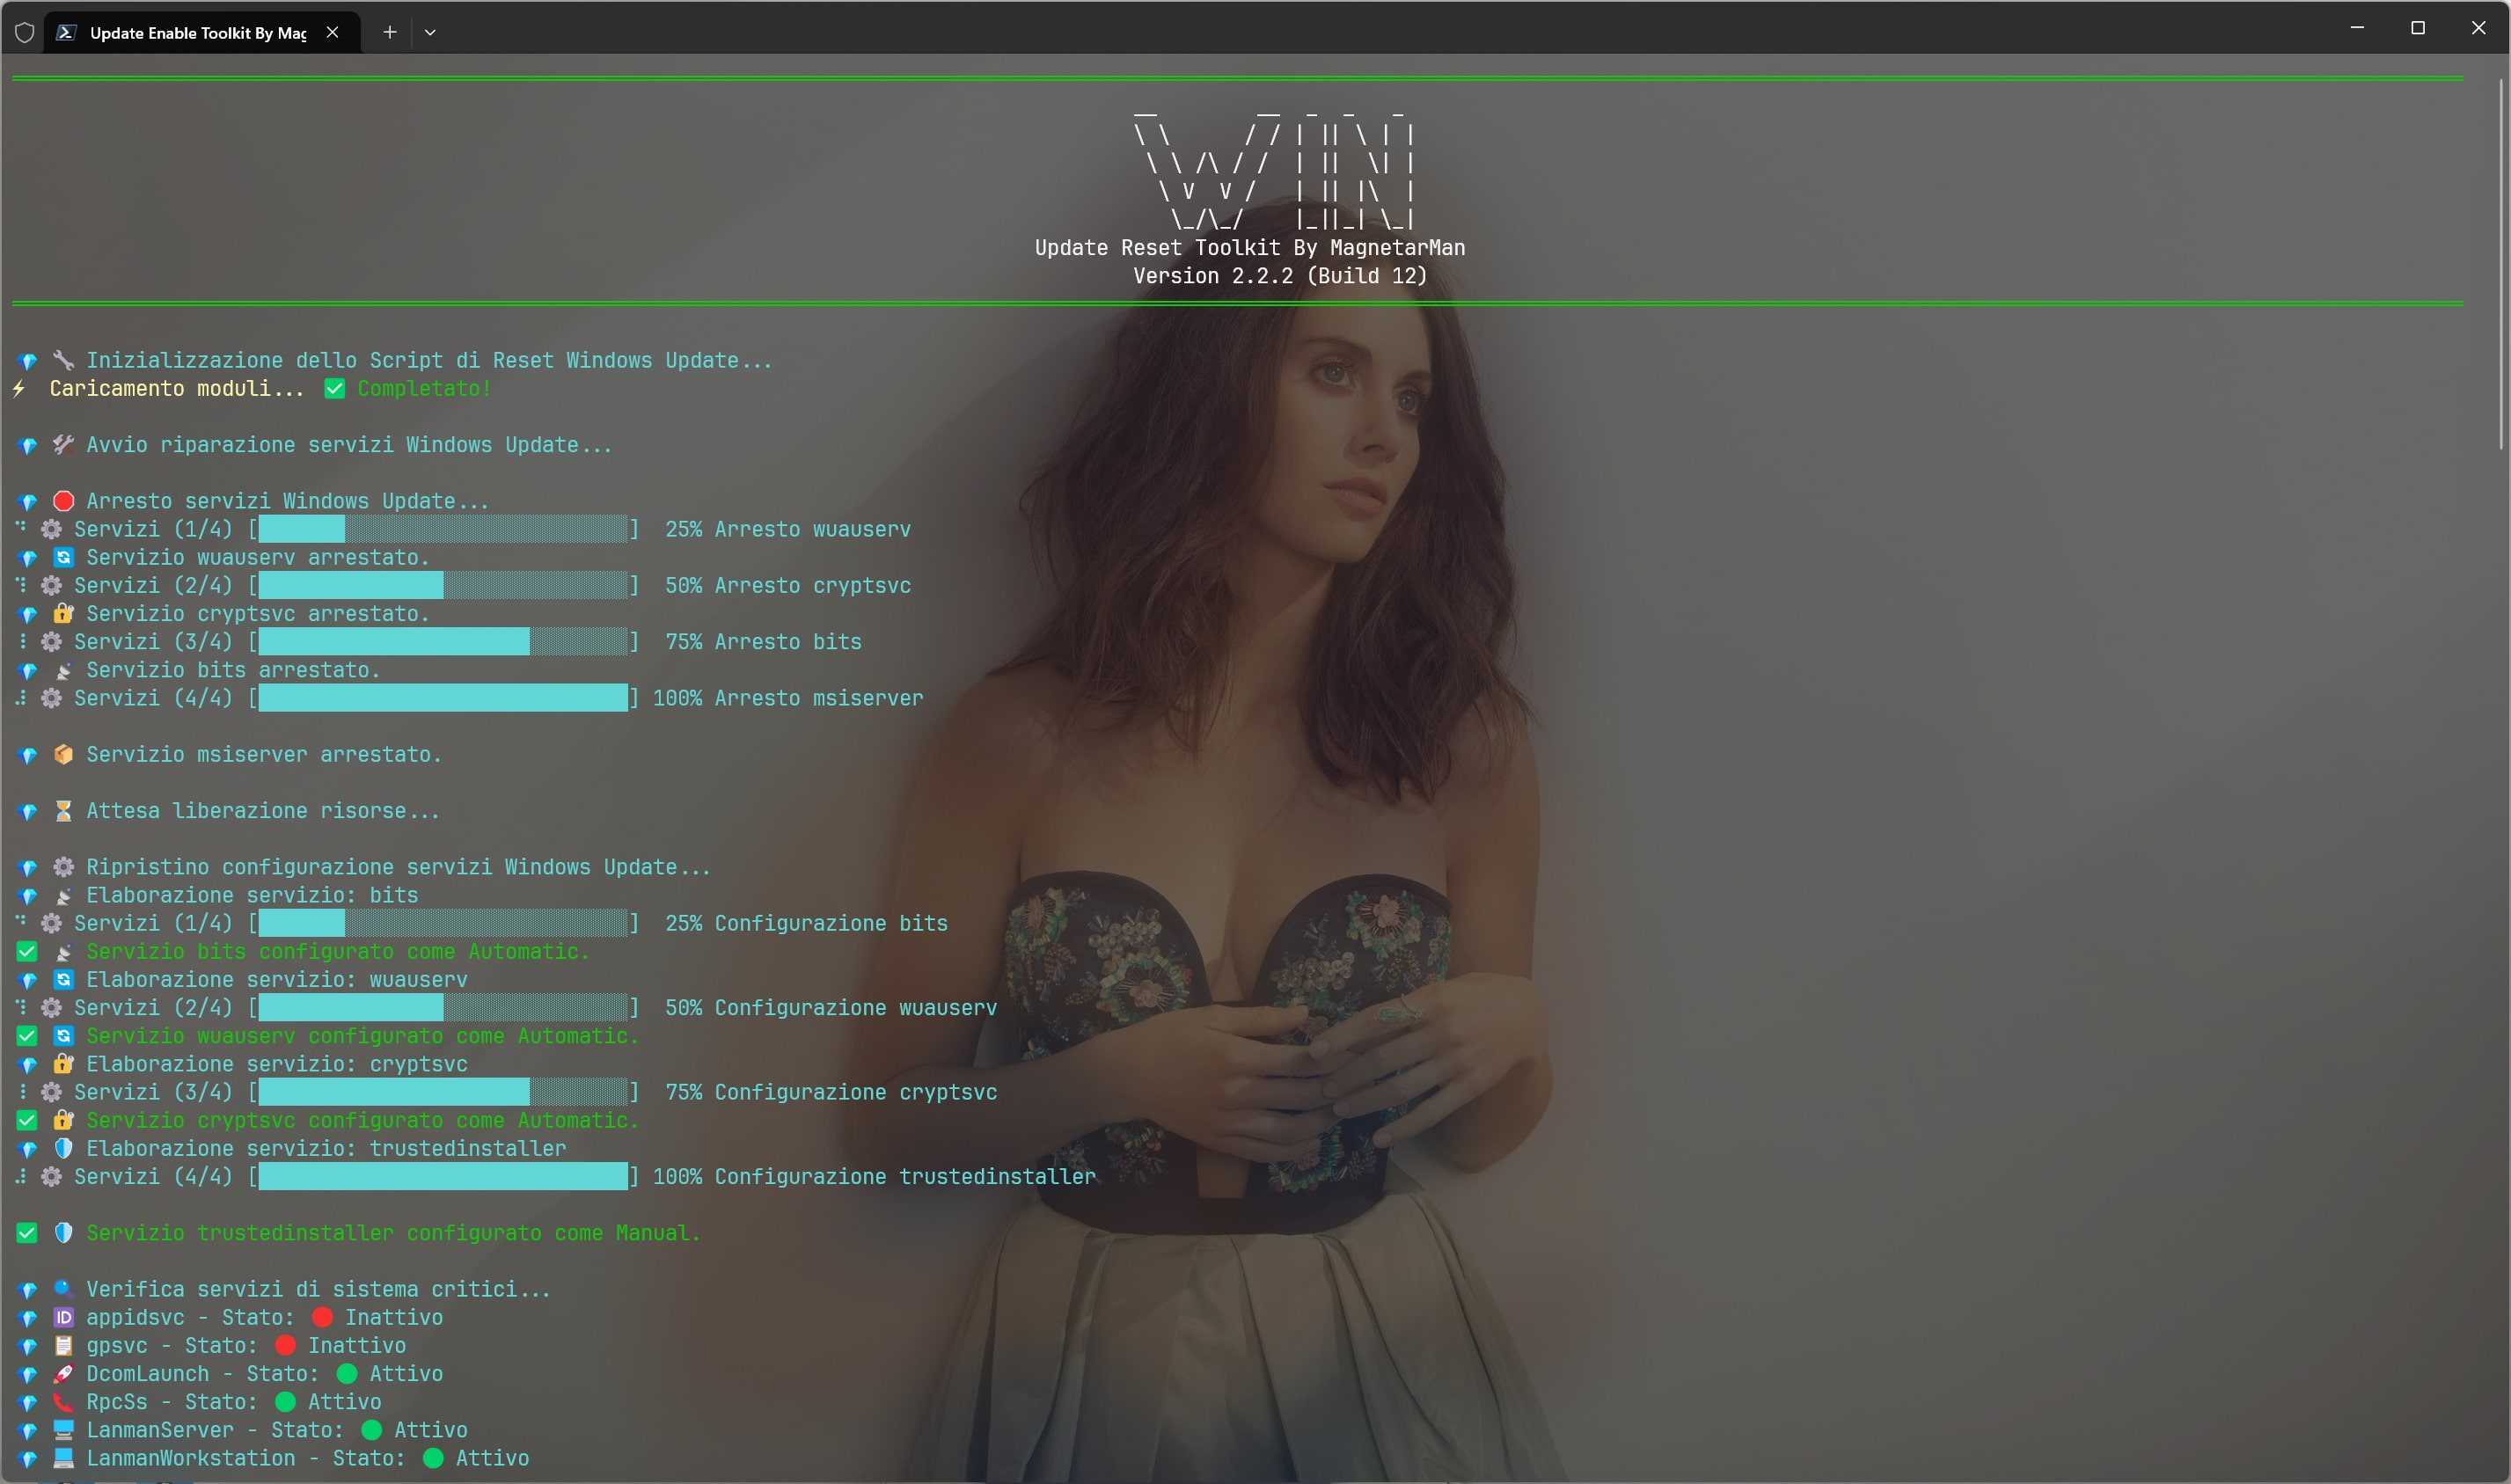 Update Enable Toolkit By Mag
Update Reset Toolkit By MagnetarMan
Version 2.2.2 (Build 12)
Inizializzazione dello Script di Reset Windows Update...
Caricamento moduli... Completato!
Avvio riparazione servizi Windows Update...
Arresto servizi Windows Update...
Servizi (1/4) [ ] 25% Arresto wuauserv
Servizio wuauserv arrestato.
Servizi (2/4) [ ] 50% Arresto cryptsvc
Servizio cryptsvc arrestato.
Servizi (3/4) [ ] 75% Arresto bits
Servizio bits arrestato.
Servizi (4/4) [ ] 100% Arresto msiserver
Servizio msiserver arrestato.
Attesa liberazione risorse...
Ripristino configurazione servizi Windows Update...
Elaborazione servizio: bits
Servizi (1/4) [ ] 25% Configurazione bits
Servizio bits configurato come Automatic.
Elaborazione servizio: wuauserv
Servizi (2/4) [ ] 50% Configurazione wuauserv
Servizio wuauserv configurato come Automatic.
Elaborazione servizio: cryptsvc
Servizi (3/4) [ ] 75% Configurazione cryptsvc
Servizio cryptsvc configurato come Automatic.
Elaborazione servizio: trustedinstaller
Servizi (4/4) [ ] 100% Configurazione trustedinstaller
Servizio trustedinstaller configurato come Manual.
Verifica servizi di sistema critici...
appidsvc - Stato: Inattivo
gpsvc - Stato: Inattivo
DcomLaunch - Stato: Attivo
RpcSs - Stato: Attivo
LanmanServer - Stato: Attivo
LanmanWorkstation - Stato: Attivo